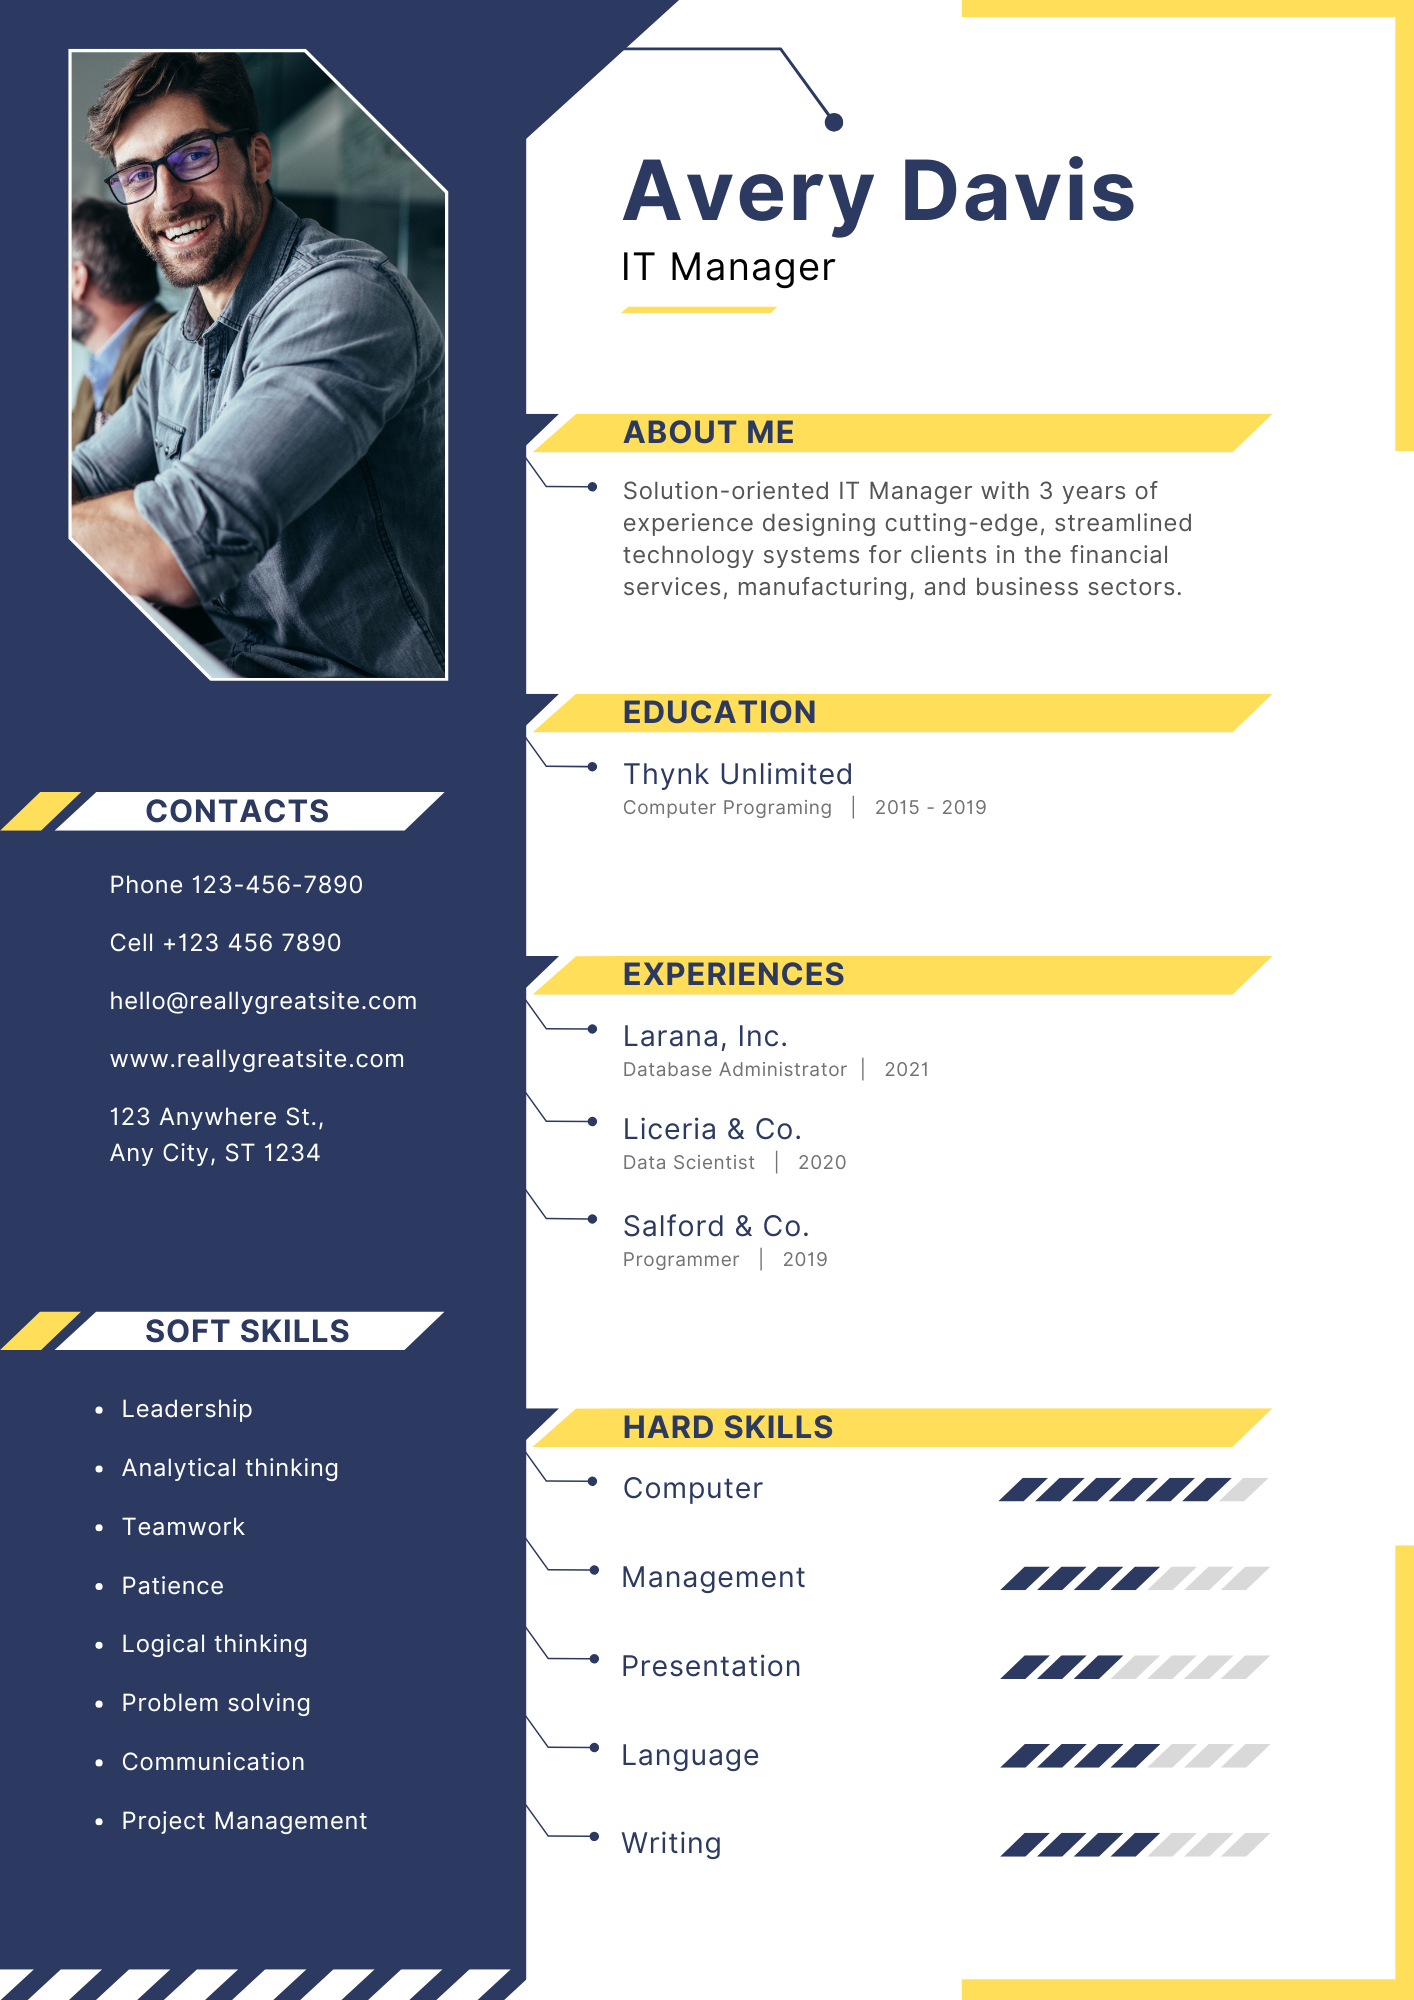 Avery Davis
IT Manager
ABOUT ME
Solution-oriented IT Manager with 3 years of
experience designing cutting-edge, streamlined
technology systems for clients in the financial
services, manufacturing, and business sectors.
EDUCATION
Thynk Unlimited
Computer Programing | 2015 - 2019
EXPERIENCES
Larana, Inc.
Database Administrator | 2021
Liceria & Co.
Data Scientist | 2020
Salford & Co.
Programmer | 2019
HARD SKILLS
Computer
Management
Presentation
Language
Writing
CONTACTS
Phone 123-456-7890
Cell +123 456 7890
hello@reallygreatsite.com
www.reallygreatsite.com
123 Anywhere St.,
Any City, ST 1234
SOFT SKILLS
• Leadership
• Analytical thinking
• Teamwork
• Patience
• Logical thinking
• Problem solving
• Communication
• Project Management